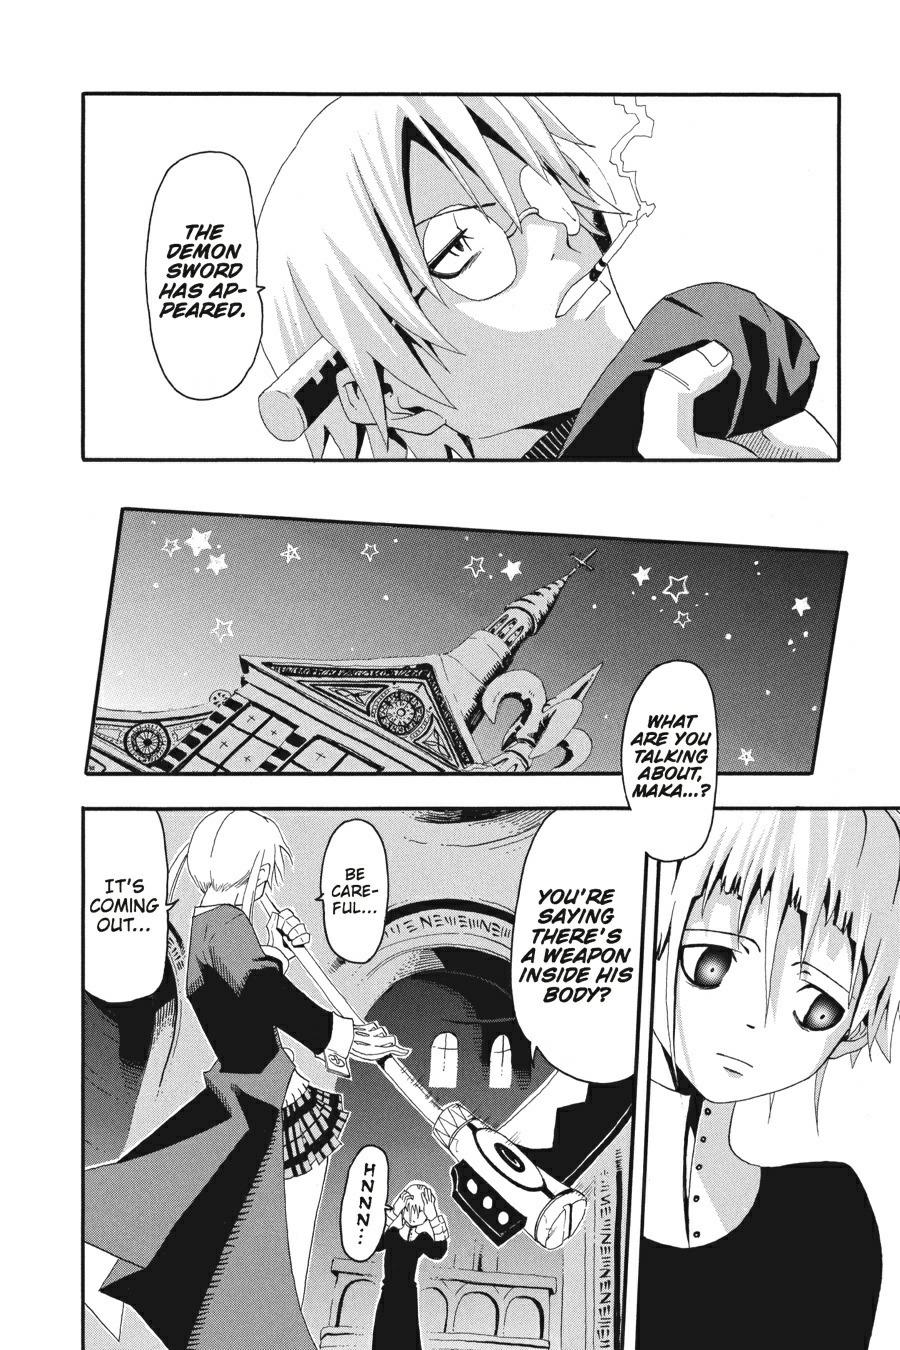 THE
DEMON
SWORD
HAS AP-
PEARED.
WHAT
ARE YOU
TALKING
ABOUT,
MAKA...?
YOU'RE
SAYING
THERE'S
A WEAPON
INSIDE HIS
BODY?
BE
CARE-
FUL...
IT'S
COMING
OUT...
HNNN...